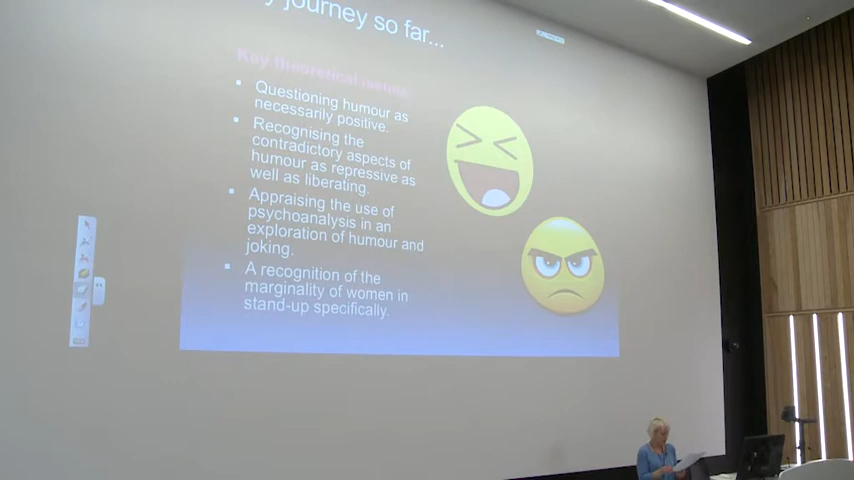 y journey so far...
Key theoretical
Questioning humour as
necessarily positive.
Recognising the
contradictory aspects of
humour as repressive as
well as liberating.
Appraising the use of
psychoanalysis in an
exploration of humour and
joking.
A recognition of the
marginality of women in
stand-up specifically.